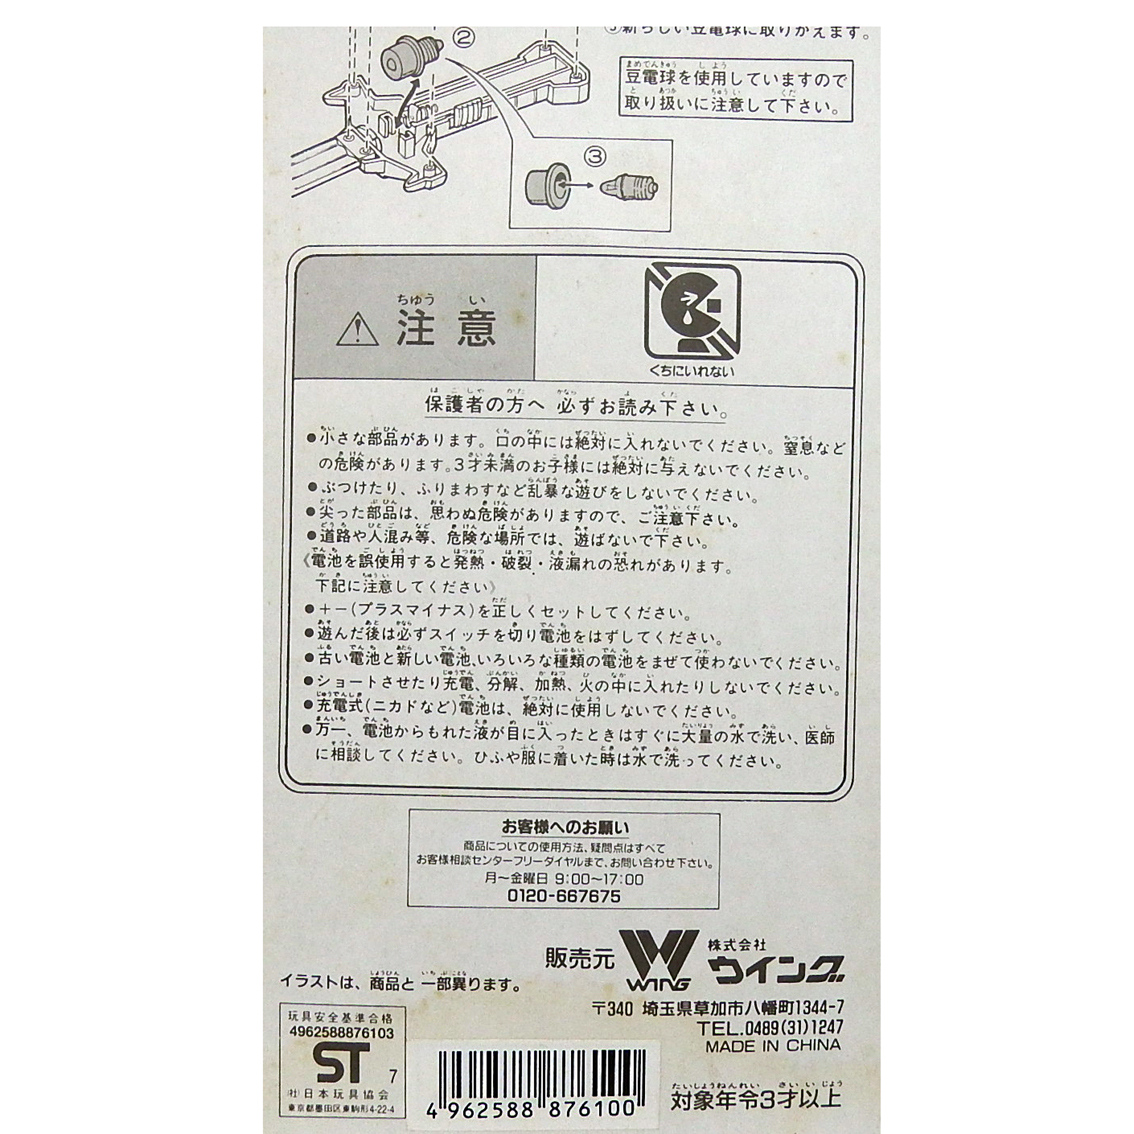 ③新らしい豆電球に取りかえます。
②
豆電球を使用していますので
取り扱いに注意して下さい。
③
ちゅう い
注意
くちにいれない
保護者の方へ 必ずお読み下さい。
●小さな部品があります。口の中には絶対に入れないでください。窒息など
の危険があります。3才未満のお子様には絶対に与えないでください。
●ぶつけたり、ふりまわすなど乱暴な遊びをしないでください。
●尖った部品は、思わぬ危険がありますので、ご注意下さい。
●道路や人混み等、危険な場所では、遊ばないで下さい。
《電池を誤使用すると発熱・破裂・液漏れの恐れがあります。
下記に注意してください》
●+−(プラスマイナス)を正しくセットしてください。
●遊んだ後は必ずスイッチを切り電池をはずしてください。
●古い電池と新しい電池、いろいろな種類の電池をまぜて使わないでください。
●ショートさせたり充電、分解、加熱、火の中に入れたりしないでください。
●充電式(ニカドなど)電池は、絶対に使用しないでください。
●万一、電池からもれた液が目に入ったときはすぐに大量の水で洗い、医師
に相談してください。ひふや服に着いた時は水で洗ってください。
お客様へのお願い
商品についての使用方法、疑問点はすべて
お客様相談センターフリーダイヤルまで、お問い合わせ下さい。
月〜金曜日 9:00〜17:00
0120-667675
販売元 WING 株式会社 ウイング
イラストは、商品と一部異ります。
〒340 埼玉県草加市八幡町1344-7
TEL.0489(31)1247
MADE IN CHINA
玩具安全基準合格
4962588876103
ST 7
(社)日本玩具協会
東京都墨田区東駒形4-22-4
4 962588 876100
対象年令3才以上